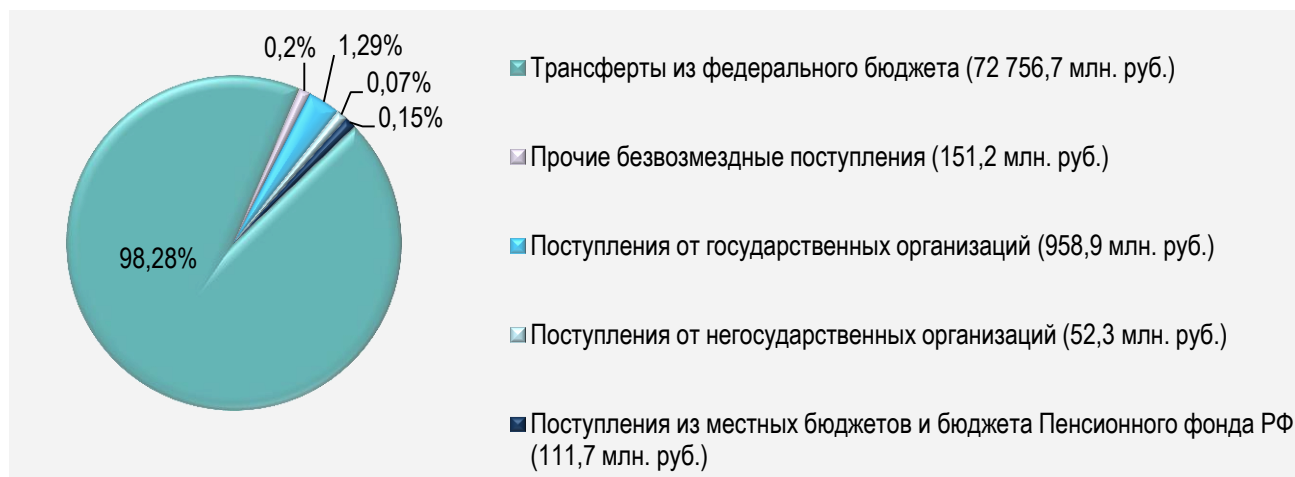 0,2%
1,29%
0,07%
0,15%
98,28%
Трансферты из федерального бюджета (72 756,7 млн. руб.)
Прочие безвозмездные поступления (151,2 млн. руб.)
Поступления от государственных организаций (958,9 млн. руб.)
Поступления от негосударственных организаций (52,3 млн. руб.)
Поступления из местных бюджетов и бюджета Пенсионного фонда РФ
(111,7 млн. руб.)